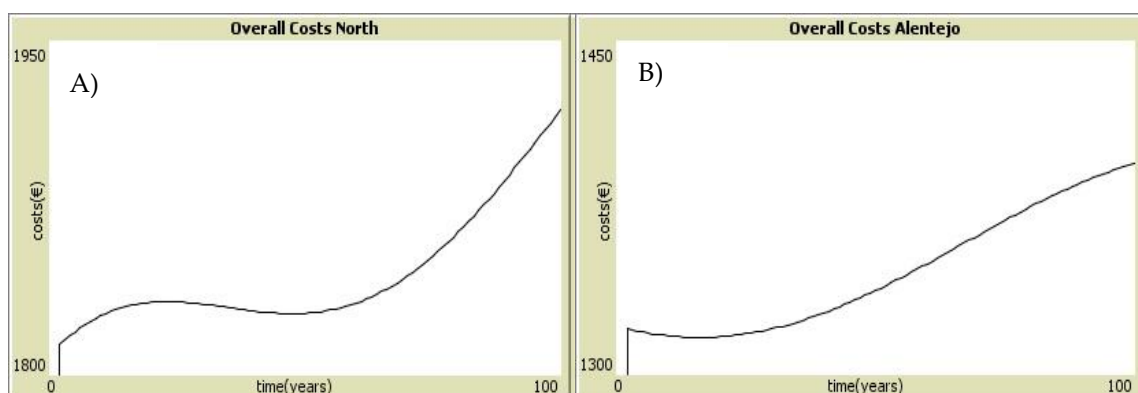 Overall Costs North
1950
A)
costs(€)
1800
0
time(years)
100
Overall Costs Alentejo
1450
B)
costs(€)
1300
0
time(years)
100